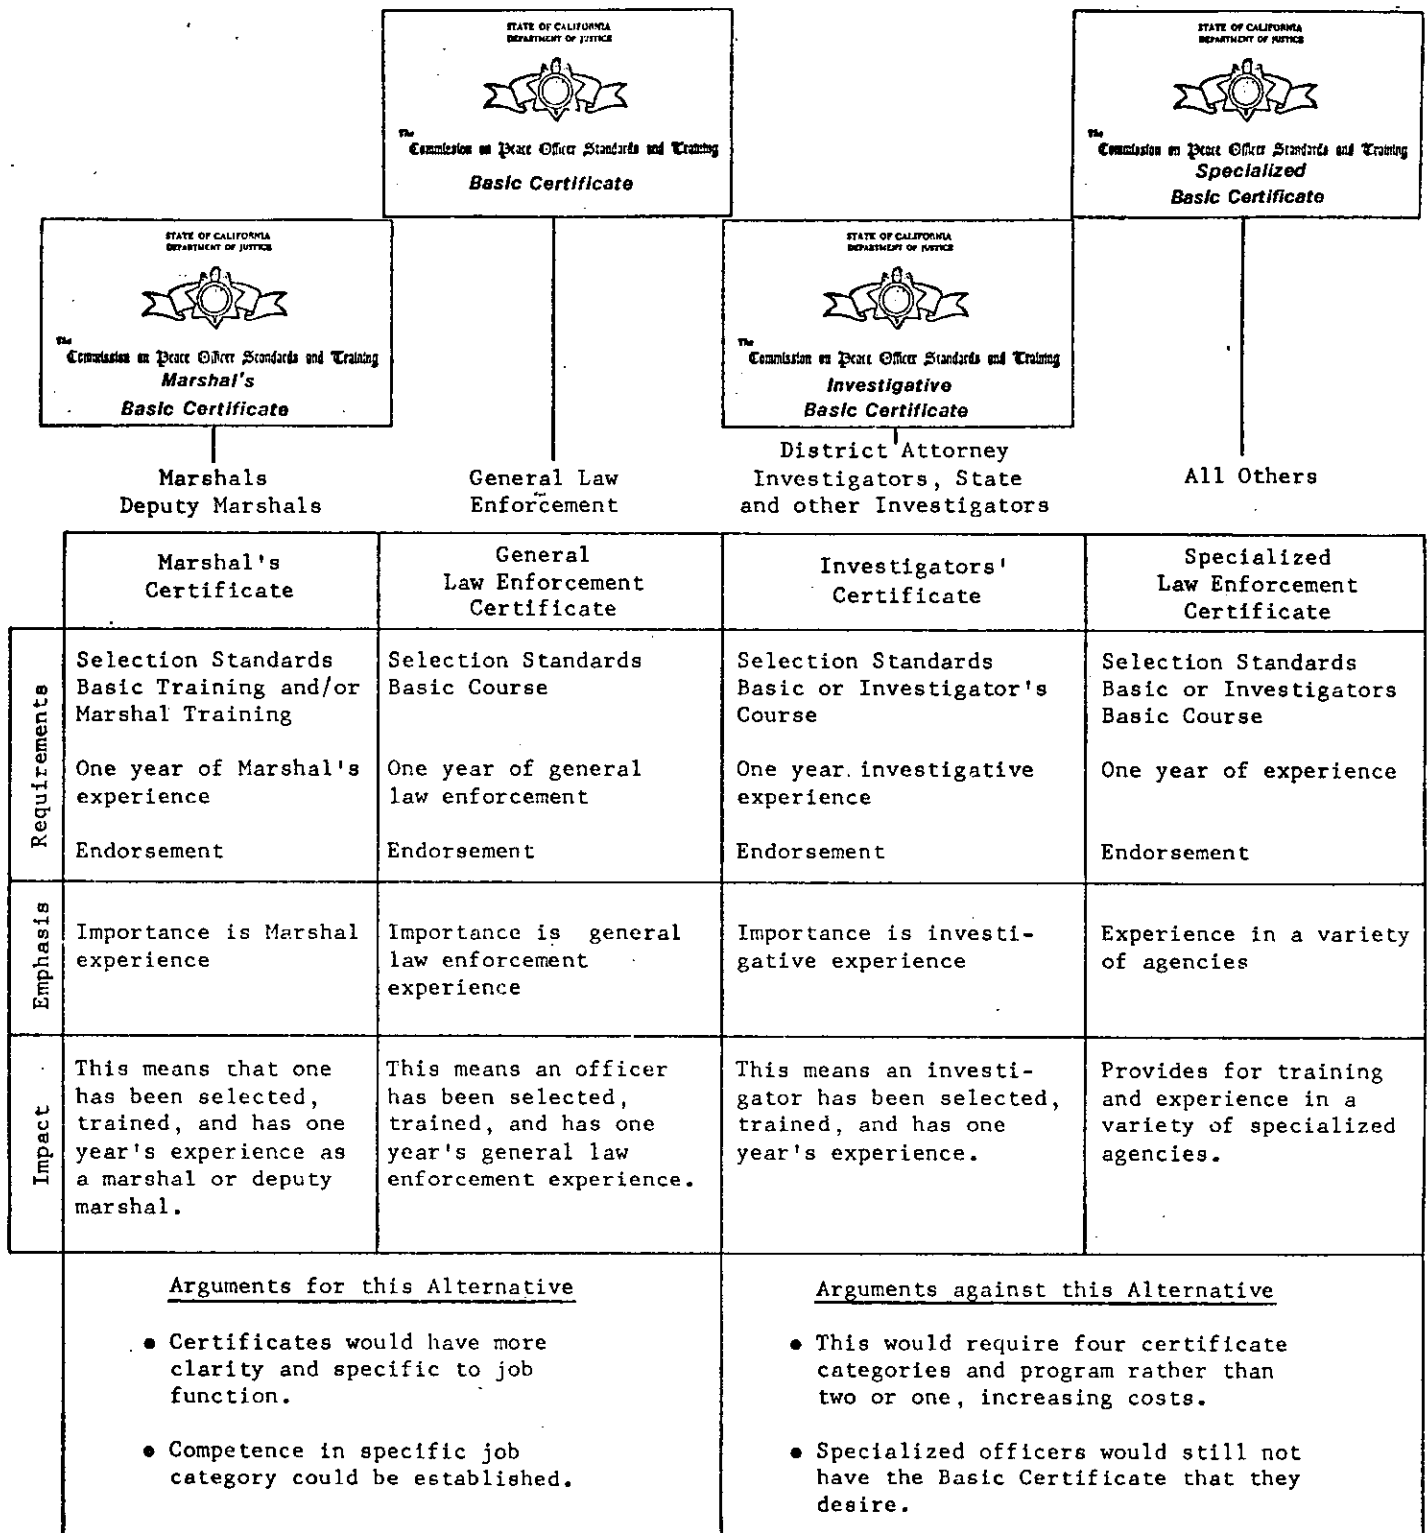 STATE OF CALIFORNIA
DEPARTMENT OF JUSTICE
The
Commission on Peace Officer Standards and Training
Basic Certificate
STATE OF CALIFORNIA
DEPARTMENT OF JUSTICE
The
Commission on Peace Officer Standards and Training
Specialized
Basic Certificate
STATE OF CALIFORNIA
DEPARTMENT OF JUSTICE
The
Commission on Peace Officer Standards and Training
Marshal's
Basic Certificate
STATE OF CALIFORNIA
DEPARTMENT OF JUSTICE
The
Commission on Peace Officer Standards and Training
Investigative
Basic Certificate
Marshals
Deputy Marshals
General Law
Enforcement
District Attorney
Investigators, State
and other Investigators
All Others
Marshal's
Certificate
General
Law Enforcement
Certificate
Investigators'
Certificate
Specialized
Law Enforcement
Certificate
Requirements
Selection Standards
Basic Training and/or
Marshal Training
One year of Marshal's
experience
Endorsement
Selection Standards
Basic Course
One year of general
law enforcement
Endorsement
Selection Standards
Basic or Investigator's
Course
One year investigative
experience
Endorsement
Selection Standards
Basic or Investigators
Basic Course
One year of experience
Endorsement
Emphasis
Importance is Marshal
experience
Importance is general
law enforcement
experience
Importance is investi-
gative experience
Experience in a variety
of agencies
Impact
This means that one
has been selected,
trained, and has one
year's experience as
a marshal or deputy
marshal.
This means an officer
has been selected,
trained, and has one
year's general law
enforcement experience.
This means an investi-
gator has been selected,
trained, and has one
year's experience.
Provides for training
and experience in a
variety of specialized
agencies.
Arguments for this Alternative
• Certificates would have more
clarity and specific to job
function.
• Competence in specific job
category could be established.
Arguments against this Alternative
• This would require four certificate
categories and program rather than
two or one, increasing costs.
• Specialized officers would still not
have the Basic Certificate that they
desire.